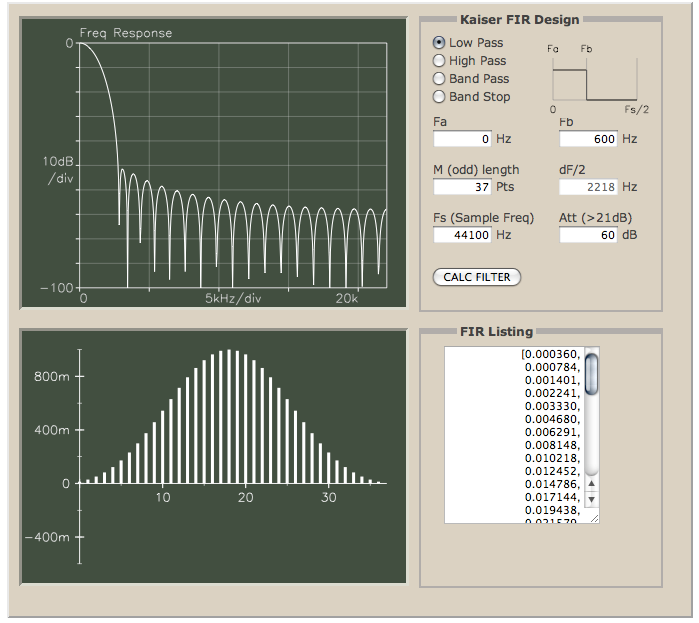 Freq Response
0
10dB
/div
-100
0
5kHz/div
20k
Kaiser FIR Design
Low Pass
High Pass
Band Pass
Band Stop
Fa Fb
0 Fs/2
Fa Fb
0 Hz 600 Hz
M (odd) length dF/2
37 Pts 2218 Hz
Fs (Sample Freq) Att (>21dB)
44100 Hz 60 dB
CALC FILTER
800m
400m
0
-400m
10 20 30
FIR Listing
[0.000360,
0.000784,
0.001401,
0.002241,
0.003330,
0.004680,
0.006291,
0.008148,
0.010218,
0.012452,
0.014786,
0.017144,
0.019438,